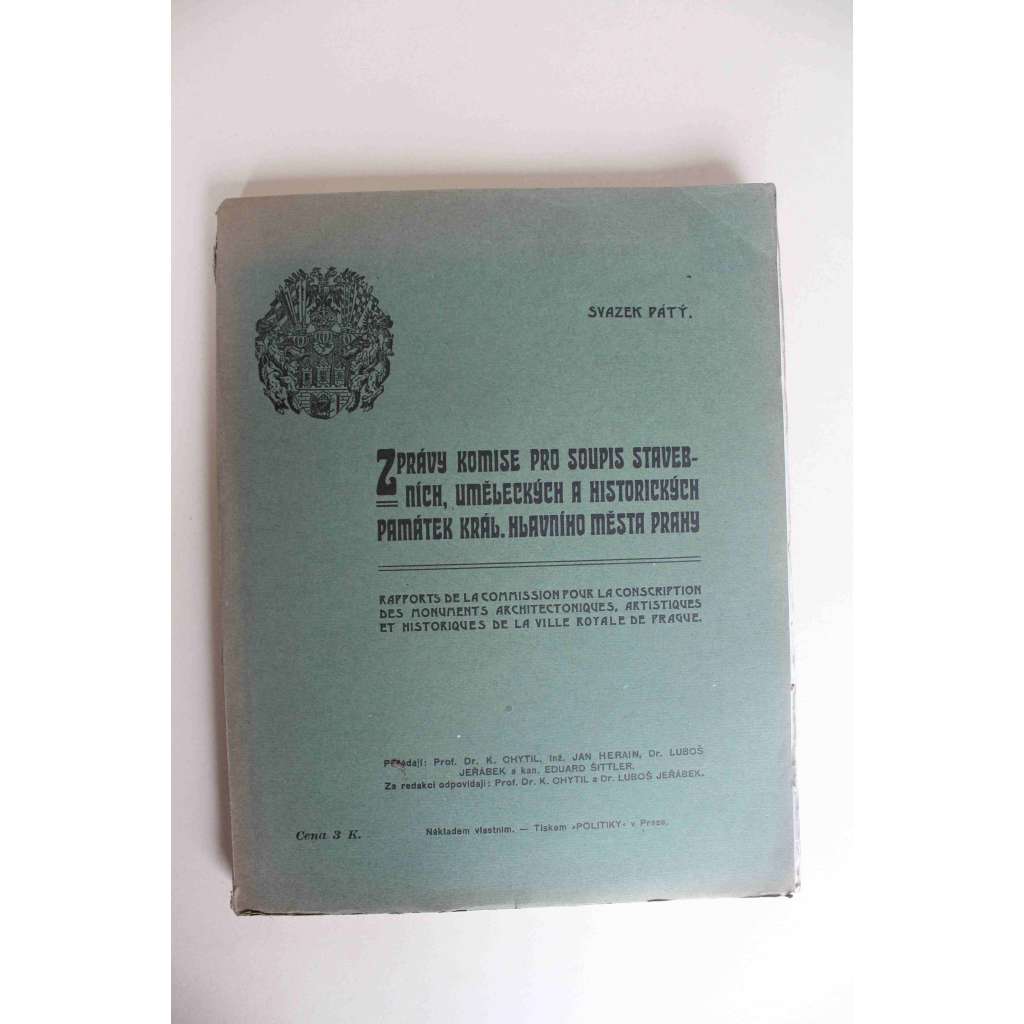 SVAZEK PÁTÝ.
ZPRÁVY KOMISE PRO SOUPIS STAVEB-
NÍCH, UMĚLECKÝCH A HISTORICKÝCH
PAMÁTEK KRÁL. HLAVNÍHO MĚSTA PRAHY
RAPPORTS DE LA COMMISSION POUR LA CONSCRIPTION
DES MONUMENTS ARCHITECTONIQUES, ARTISTIQUES
ET HISTORIQUES DE LA VILLE ROYALE DE PRAGUE.
Pořádají: Prof. Dr. K. CHYTIL, Inž. JAN HERAIN, Dr. LUBOŠ
JEŘÁBEK a kan. EDUARD ŠITTLER.
Za redakci odpovídají: Prof. Dr. K. CHYTIL a Dr. LUBOŠ JEŘÁBEK.
Cena 3 K.
Nákladem vlastním. — Tiskem »POLITIKY« v Praze.